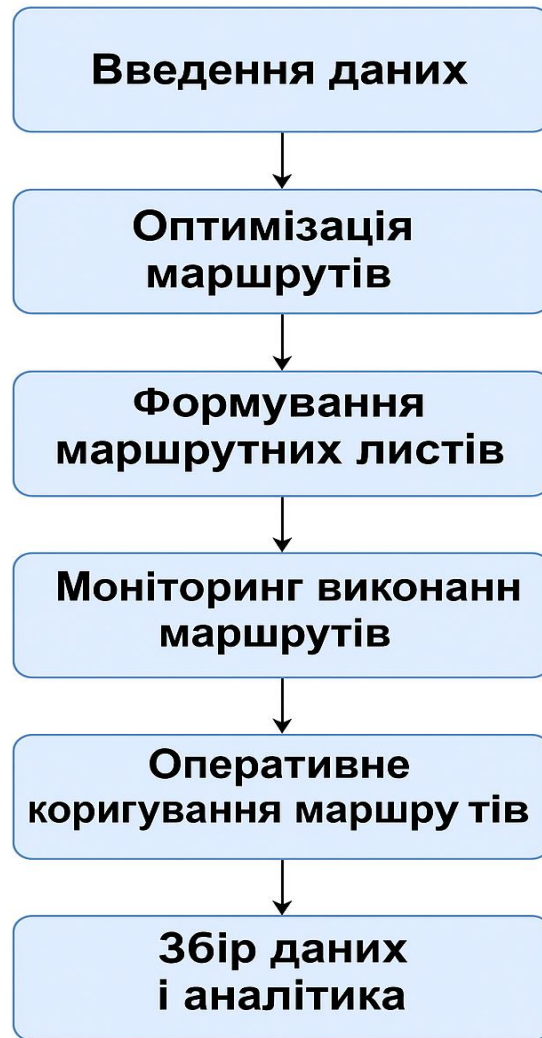 Введення даних
Оптимізація
маршрутів
Формування
маршрутних листів
Моніторинг виконанн
маршрутів
Оперативне
коригування маршру тів
Збір даних
і аналітика